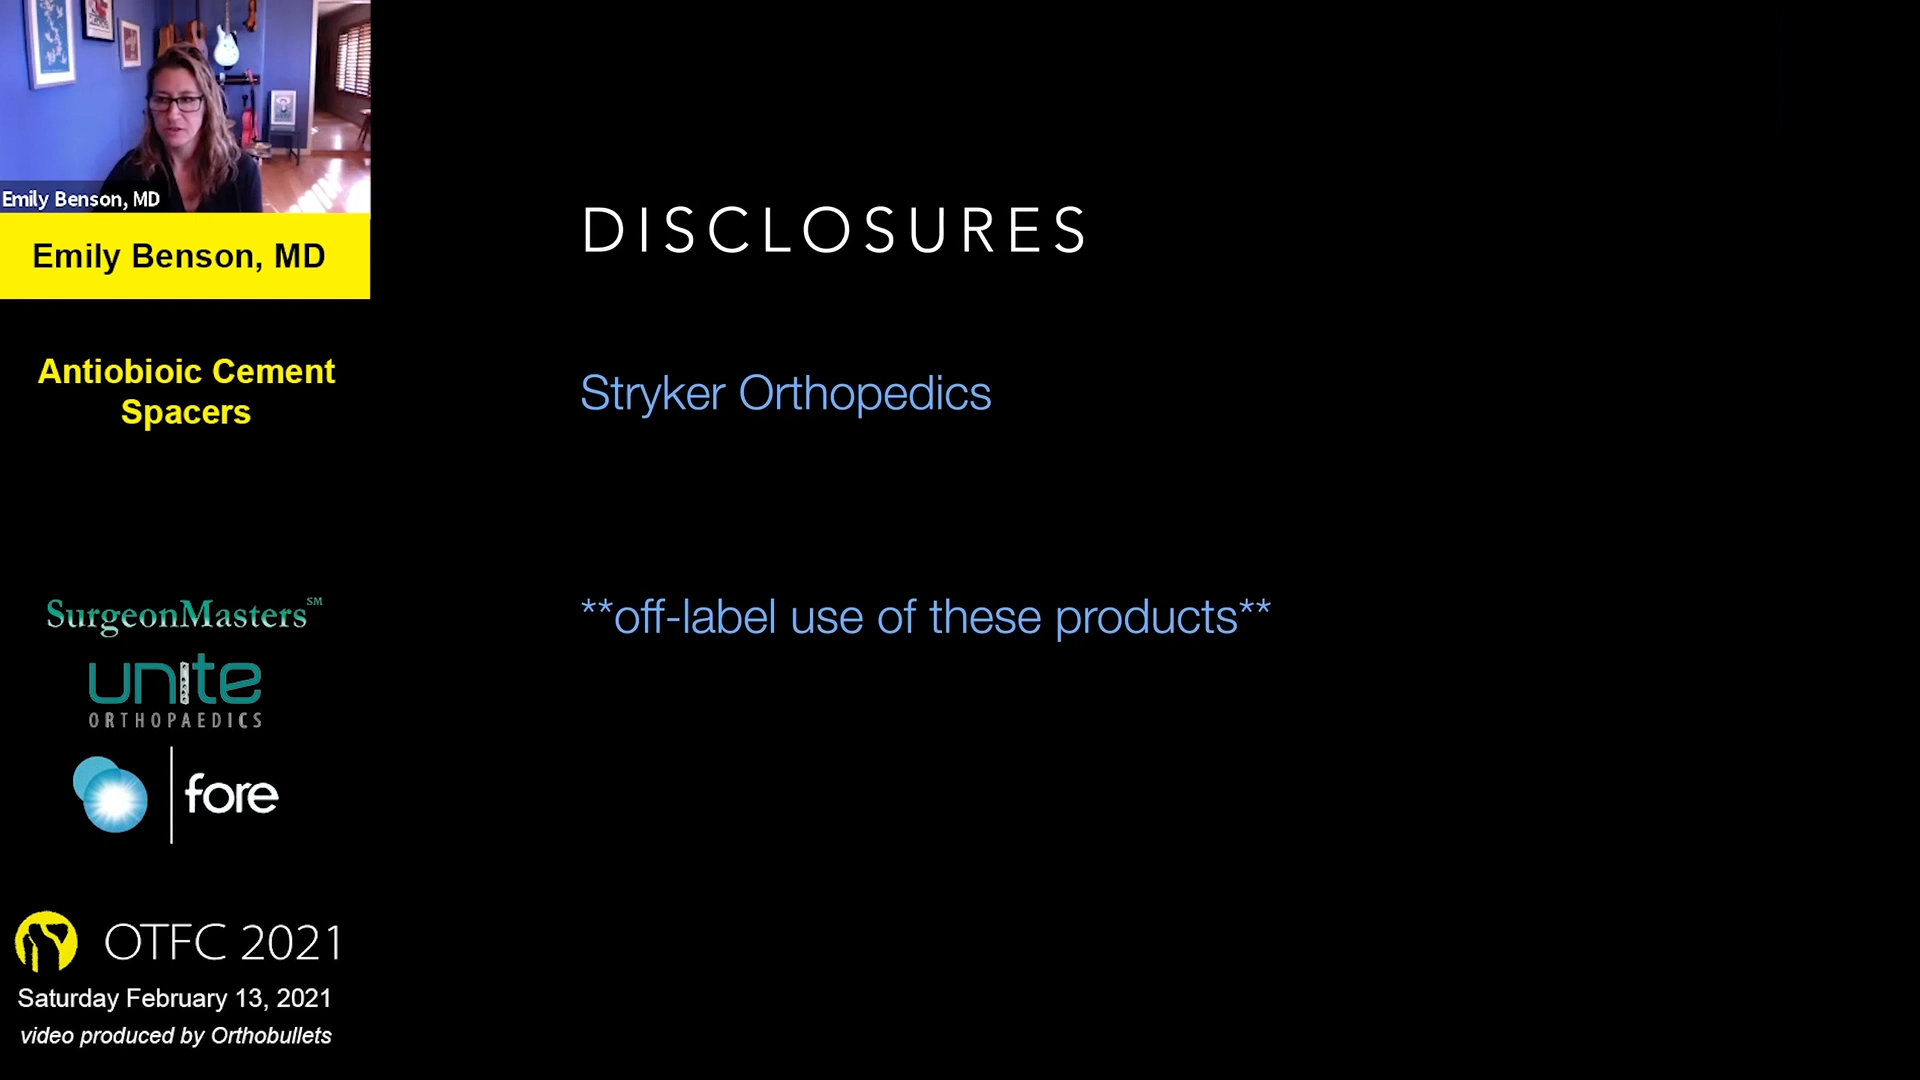 Emily Benson, MD
Emily Benson, MD
Antiobioic Cement
Spacers
SurgeonMasters℠
unite
ORTHOPAEDICS
fore
OTFC 2021
Saturday February 13, 2021
video produced by Orthobullets
DISCLOSURES
Stryker Orthopedics
**off-label use of these products**